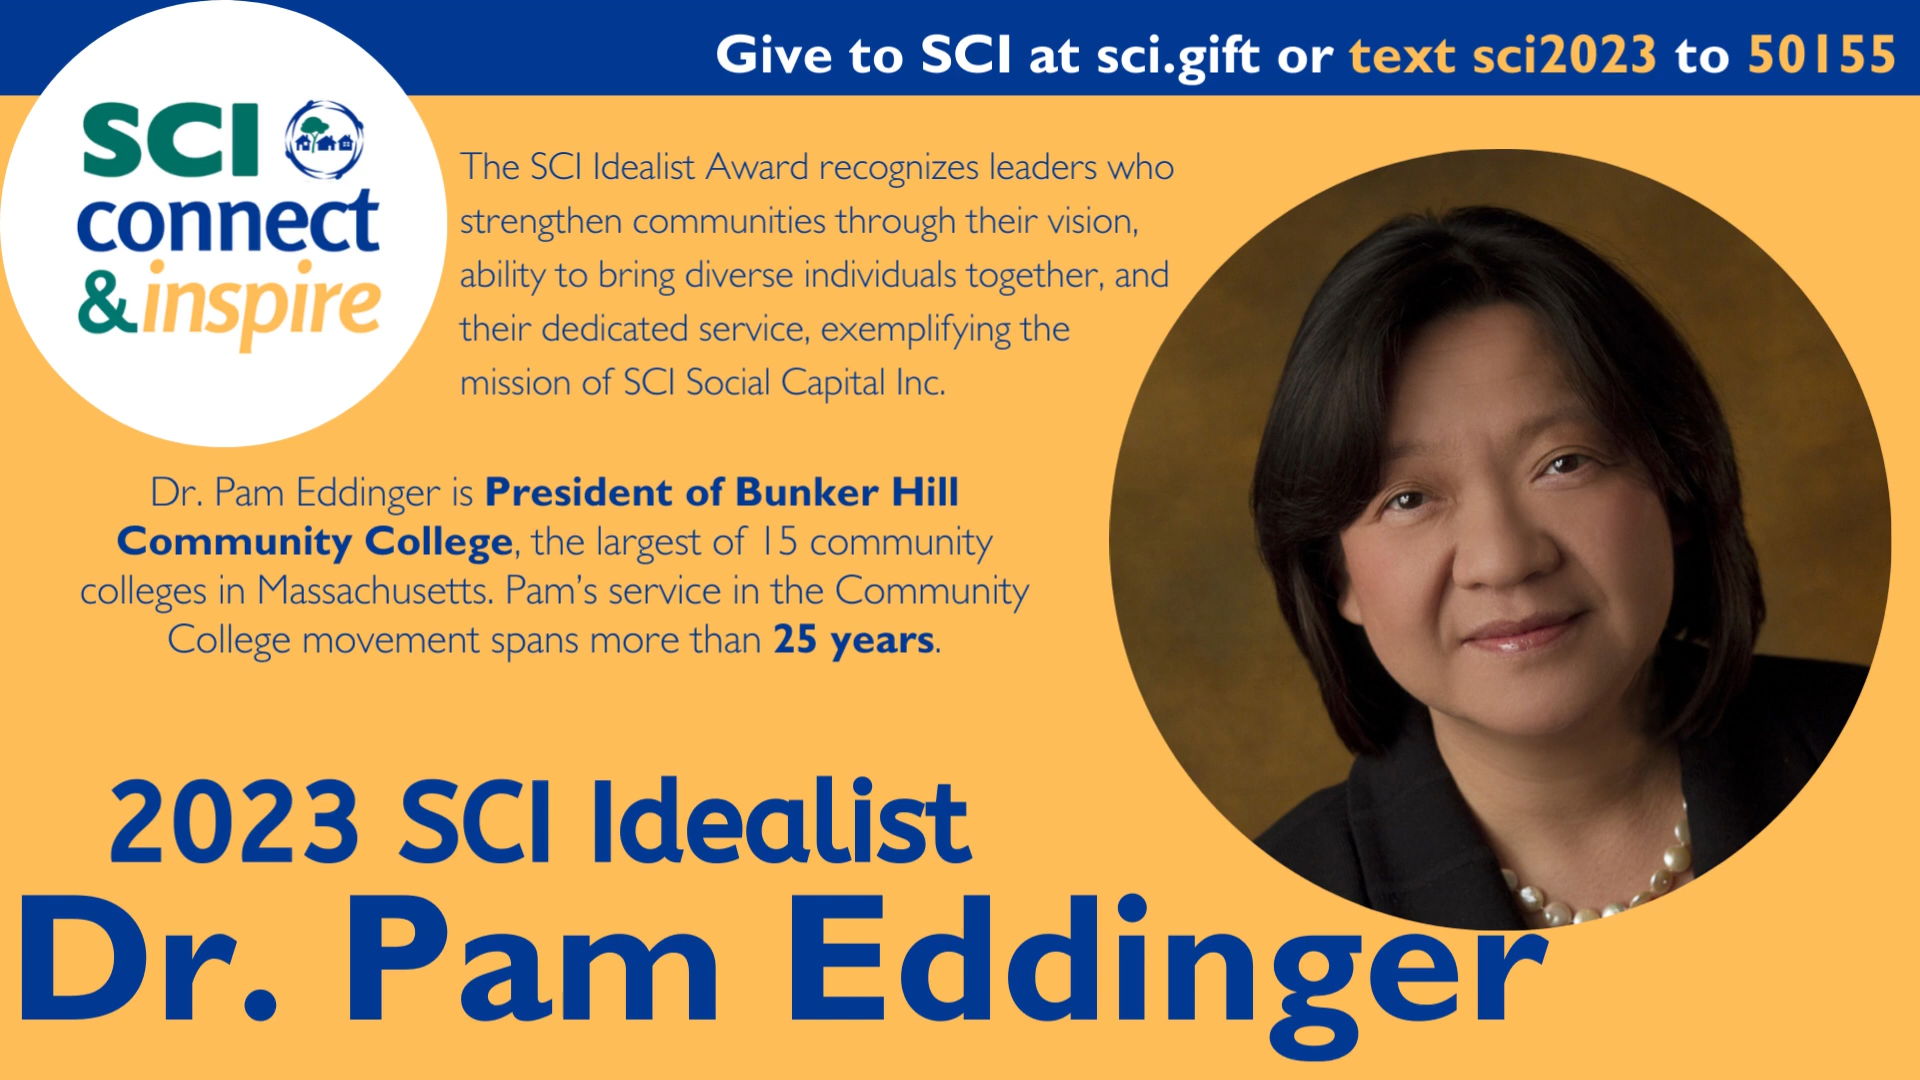 Give to SCI at sci.gift or text sci2023 to 50155
SCI
connect
&inspire
The SCI Idealist Award recognizes leaders who
strengthen communities through their vision,
ability to bring diverse individuals together, and
their dedicated service, exemplifying the
mission of SCI Social Capital Inc.
Dr. Pam Eddinger is President of Bunker Hill
Community College, the largest of 15 community
colleges in Massachusetts. Pam's service in the Community
College movement spans more than 25 years.
2023 SCI Idealist
Dr. Pam Eddinger